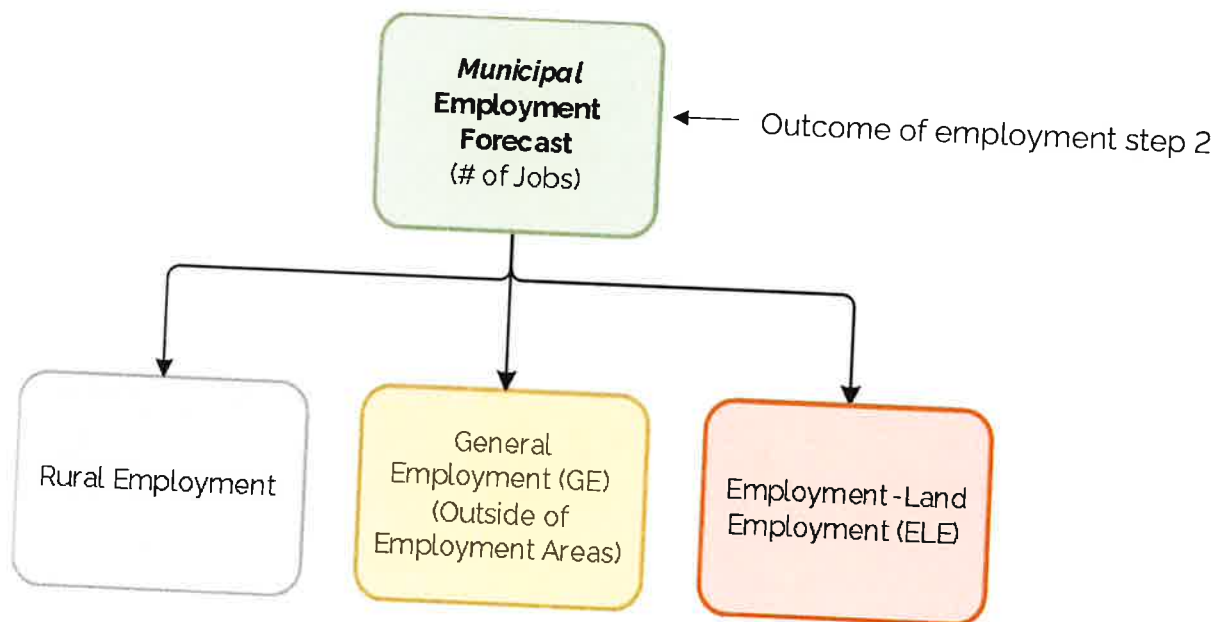 Municipal
Employment
Forecast
(# of Jobs)
Outcome of employment step 2
Rural Employment
General
Employment (GE)
(Outside of
Employment Areas)
Employment-Land
Employment (ELE)